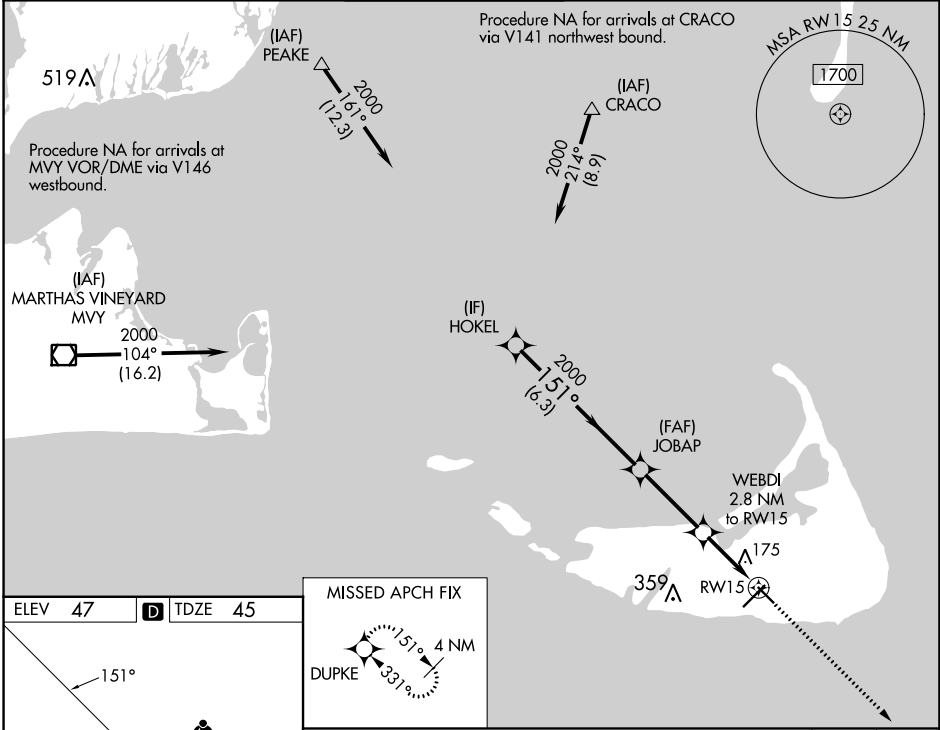 Procedure NA for arrivals at CRACO
via V141 northwest bound.
MSA RW 15 25 NM
1700
(IAF)
PEAKE
2000
161°
(12.3)
519
(IAF)
CRACO
2000
214°
(8.9)
Procedure NA for arrivals at
MVY VOR/DME via V146
westbound.
(IAF)
MARTHAS VINEYARD
MVY
2000
104°
(16.2)
(IF)
HOKEL
2000
151°
(6.3)
(FAF)
JOBAP
WEBDI
2.8 NM
to RW15
175
359
RW15
ELEV 47 D TDZE 45
151°
MISSED APCH FIX
DUPKE
151°
331°
4 NM